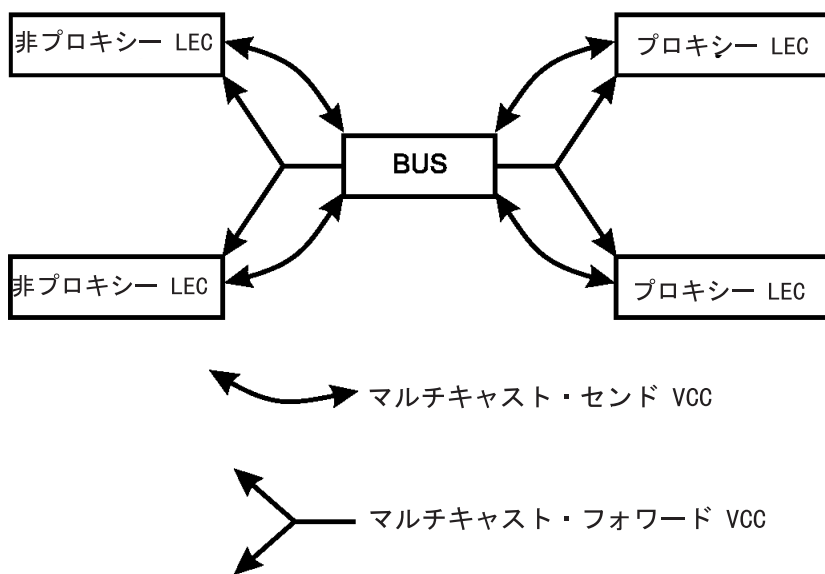 非プロキシー LEC
プロキシー LEC
BUS
非プロキシー LEC
プロキシー LEC
マルチキャスト・センド VCC
マルチキャスト・フォワード VCC